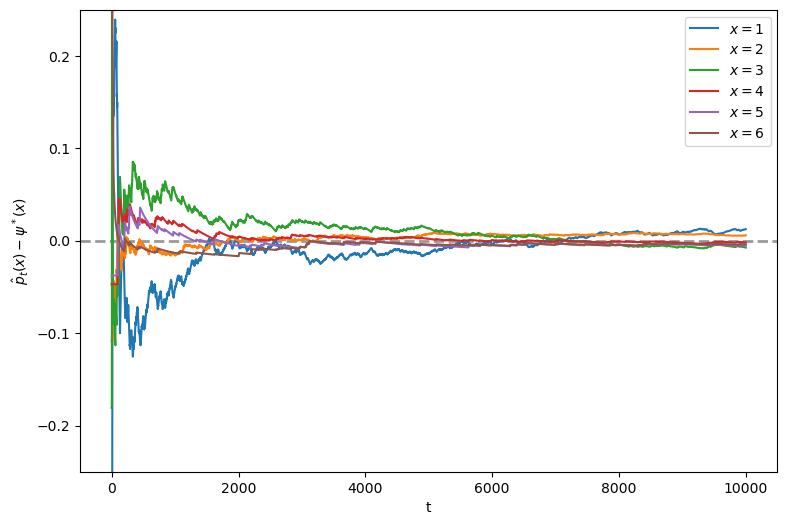 0.2
0.1
0.0
−0.1
−0.2
p̂ₜ(x) − ψ*(x)
x = 1
x = 2
x = 3
x = 4
x = 5
x = 6
0 2000 4000 6000 8000 10000
t